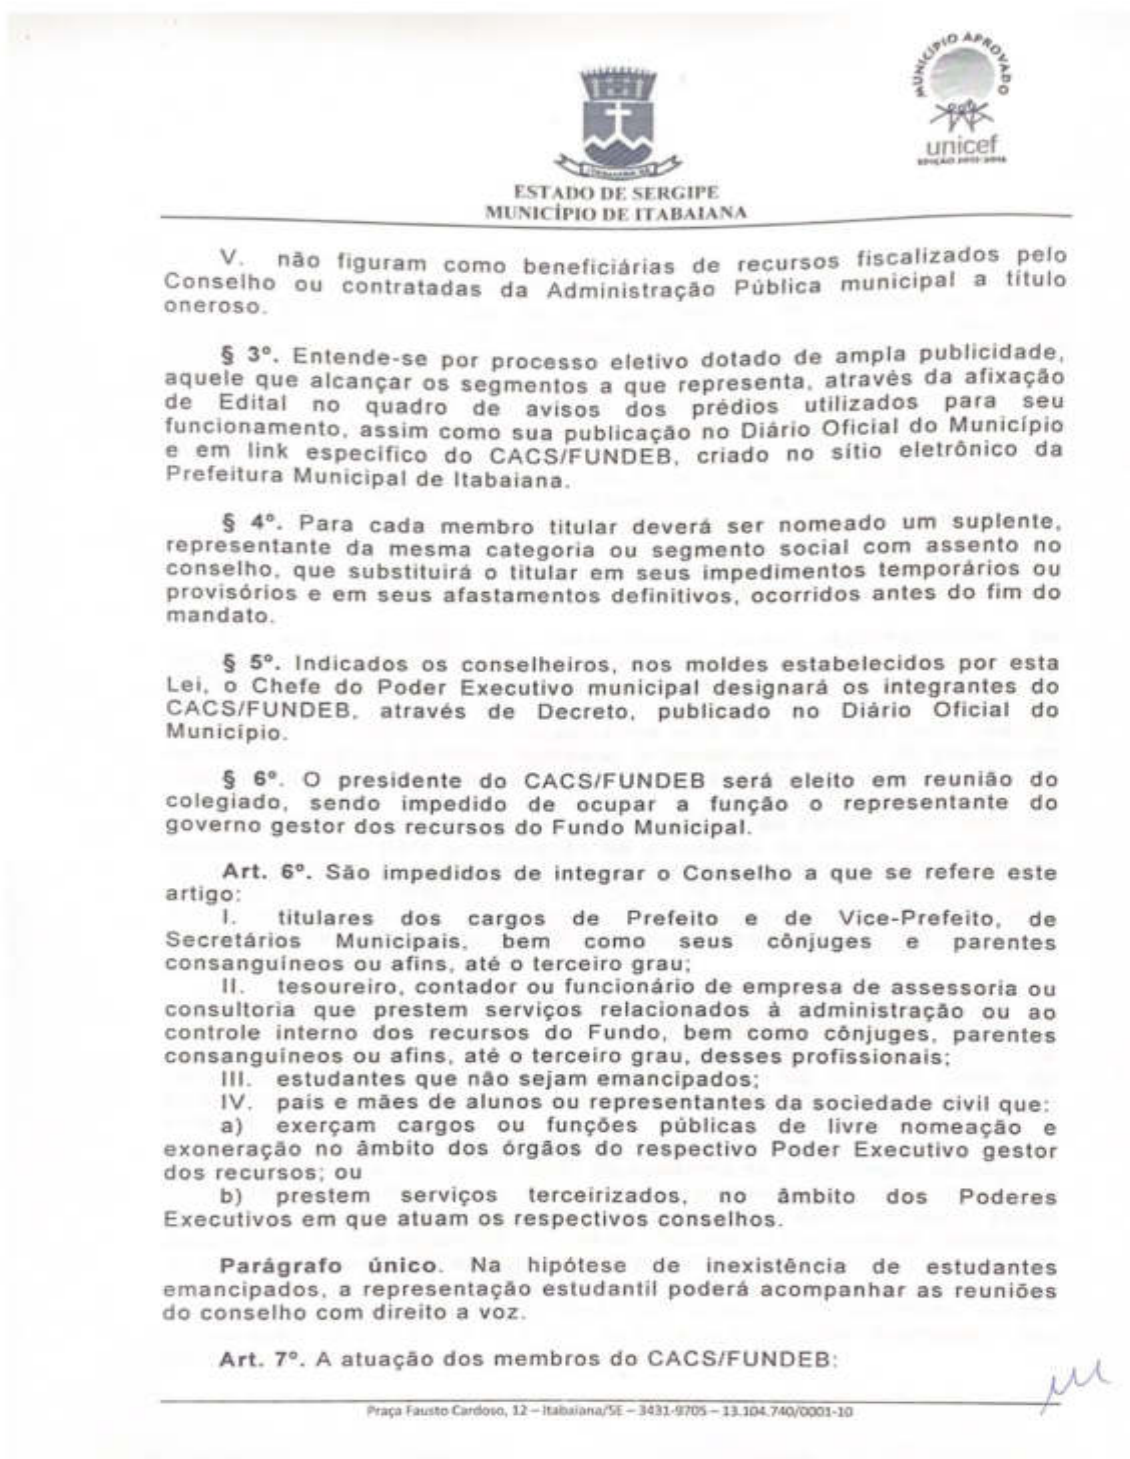 MUNICÍPIO APROVADO
unicef
EDIÇÃO 2013-2016
ESTADO DE SERGIPE
MUNICÍPIO DE ITABAIANA
V. não figuram como beneficiárias de recursos fiscalizados pelo
Conselho ou contratadas da Administração Pública municipal a título
oneroso.
§ 3º. Entende-se por processo eletivo dotado de ampla publicidade,
aquele que alcançar os segmentos a que representa, através da afixação
de Edital no quadro de avisos dos prédios utilizados para seu
funcionamento, assim como sua publicação no Diário Oficial do Município
e em link especifico do CACS/FUNDEB, criado no sítio eletrônico da
Prefeitura Municipal de Itabaiana.
§ 4º. Para cada membro titular deverá ser nomeado um suplente,
representante da mesma categoria ou segmento social com assento no
conselho, que substituirá o titular em seus impedimentos temporários ou
provisórios e em seus afastamentos definitivos, ocorridos antes do fim do
mandato.
§ 5º. Indicados os conselheiros, nos moldes estabelecidos por esta
Lei, o Chefe do Poder Executivo municipal designará os integrantes do
CACS/FUNDEB, através de Decreto, publicado no Diário Oficial do
Município.
§ 6º. O presidente do CACS/FUNDEB será eleito em reunião do
colegiado, sendo impedido de ocupar a função o representante do
governo gestor dos recursos do Fundo Municipal.
Art. 6º. São impedidos de integrar o Conselho a que se refere este
artigo:
I. titulares dos cargos de Prefeito e de Vice-Prefeito, de
Secretários Municipais, bem como seus cônjuges e parentes
consanguíneos ou afins, até o terceiro grau;
II. tesoureiro, contador ou funcionário de empresa de assessoria ou
consultoria que prestem serviços relacionados à administração ou ao
controle interno dos recursos do Fundo, bem como cônjuges, parentes
consanguíneos ou afins, até o terceiro grau, desses profissionais;
III. estudantes que não sejam emancipados;
IV. pais e mães de alunos ou representantes da sociedade civil que:
a) exerçam cargos ou funções públicas de livre nomeação e
exoneração no âmbito dos órgãos do respectivo Poder Executivo gestor
dos recursos; ou
b) prestem serviços terceirizados, no âmbito dos Poderes
Executivos em que atuam os respectivos conselhos.
Parágrafo único. Na hipótese de inexistência de estudantes
emancipados, a representação estudantil poderá acompanhar as reuniões
do conselho com direito a voz.
Art. 7º. A atuação dos membros do CACS/FUNDEB:
Praça Fausto Cardoso, 12 – Itabaiana/SE – 3431-9705 – 13.104.740/0001-10